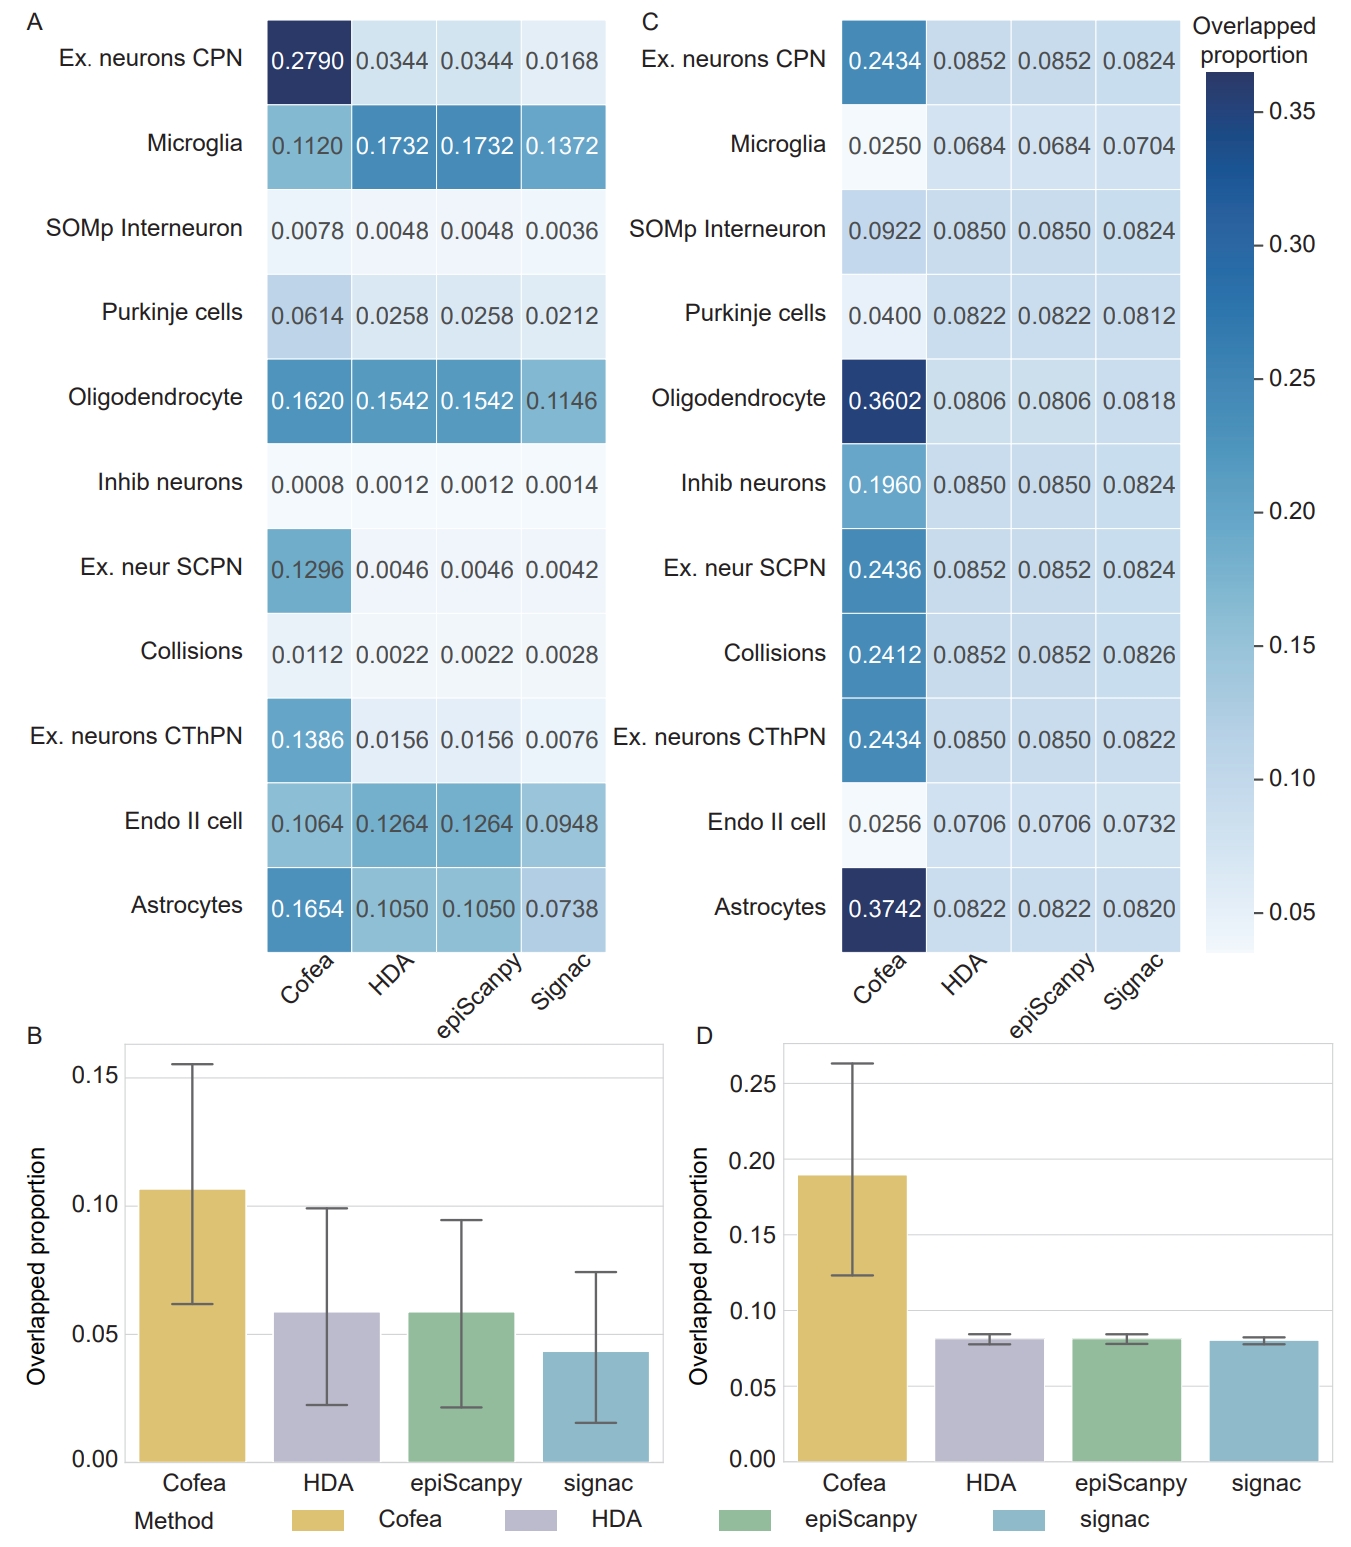 A
Ex. neurons CPN 0.2790 0.0344 0.0344 0.0168
Microglia 0.1120 0.1732 0.1732 0.1372
SOMp Interneuron 0.0078 0.0048 0.0048 0.0036
Purkinje cells 0.0614 0.0258 0.0258 0.0212
Oligodendrocyte 0.1620 0.1542 0.1542 0.1146
Inhib neurons 0.0008 0.0012 0.0012 0.0014
Ex. neur SCPN 0.1296 0.0046 0.0046 0.0042
Collisions 0.0112 0.0022 0.0022 0.0028
Ex. neurons CThPN 0.1386 0.0156 0.0156 0.0076
Endo II cell 0.1064 0.1264 0.1264 0.0948
Astrocytes 0.1654 0.1050 0.1050 0.0738
Cofea HDA epiScanpy Signac
C
Ex. neurons CPN 0.2434 0.0852 0.0852 0.0824
Microglia 0.0250 0.0684 0.0684 0.0704
SOMp Interneuron 0.0922 0.0850 0.0850 0.0824
Purkinje cells 0.0400 0.0822 0.0822 0.0812
Oligodendrocyte 0.3602 0.0806 0.0806 0.0818
Inhib neurons 0.1960 0.0850 0.0850 0.0824
Ex. neur SCPN 0.2436 0.0852 0.0852 0.0824
Collisions 0.2412 0.0852 0.0852 0.0826
Ex. neurons CThPN 0.2434 0.0850 0.0850 0.0822
Endo II cell 0.0256 0.0706 0.0706 0.0732
Astrocytes 0.3742 0.0822 0.0822 0.0820
Cofea HDA epiScanpy Signac
Overlapped
proportion
0.35
0.30
0.25
0.20
0.15
0.10
0.05
B
Overlapped proportion
0.15
0.10
0.05
0.00
Cofea HDA epiScanpy signac
D
Overlapped proportion
0.25
0.20
0.15
0.10
0.05
0.00
Cofea HDA epiScanpy signac
Method Cofea HDA epiScanpy signac